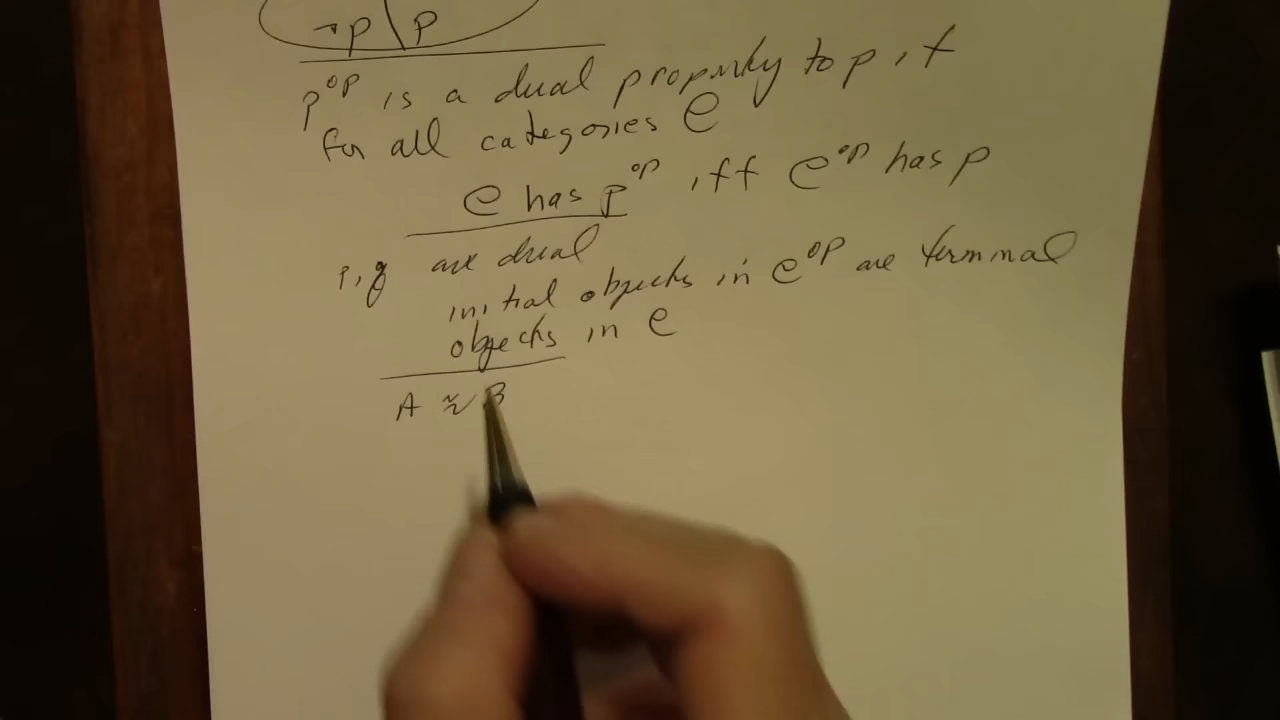 ¬p \ p
p^op is a dual property to p if
for all categories C
C has p^op iff C^op has p
p, q are dual
initial objects in C^op are terminal
objects in C
A ≈ B